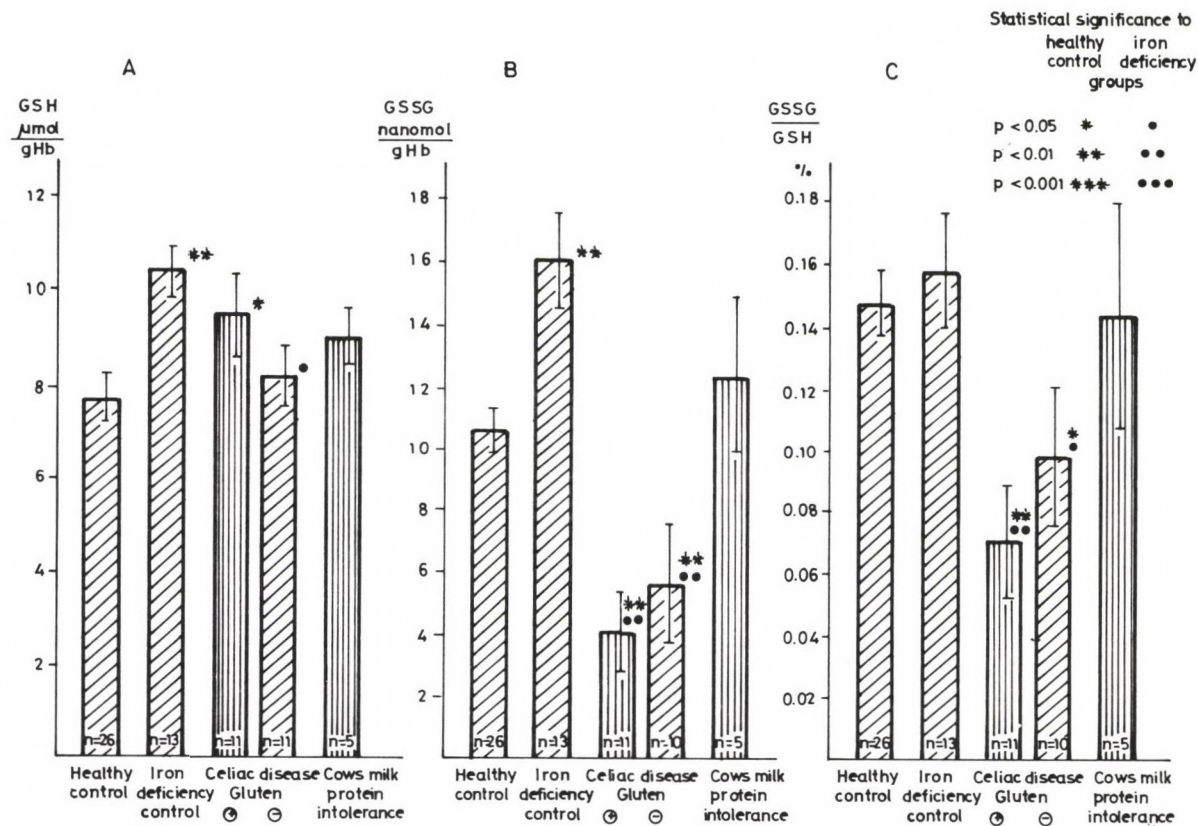 Statistical significance to
healthy iron
control deficiency
groups
p < 0.05 * •
p < 0.01 ** ••
p < 0.001 *** •••
A
GSH
µmol
gHb
12
10
8
6
4
2
**
*
•
n=26 n=13 n=11 n=11 n=5
Healthy control
Iron deficiency control
Celiac disease
Gluten
⊕ ⊖
Cows milk protein intolerance
B
GSSG
nanomol
gHb
18
16
14
12
10
8
6
4
2
**
**
••
**
••
n=26 n=13 n=11 n=10 n=5
Healthy control
Iron deficiency control
Celiac disease
Gluten
⊕ ⊖
Cows milk protein intolerance
C
GSSG
GSH
%
0.18
0.16
0.14
0.12
0.10
0.08
0.06
0.04
0.02
**
••
*
•
n=26 n=13 n=11 n=10 n=5
Healthy control
Iron deficiency control
Celiac disease
Gluten
⊕ ⊖
Cows milk protein intolerance